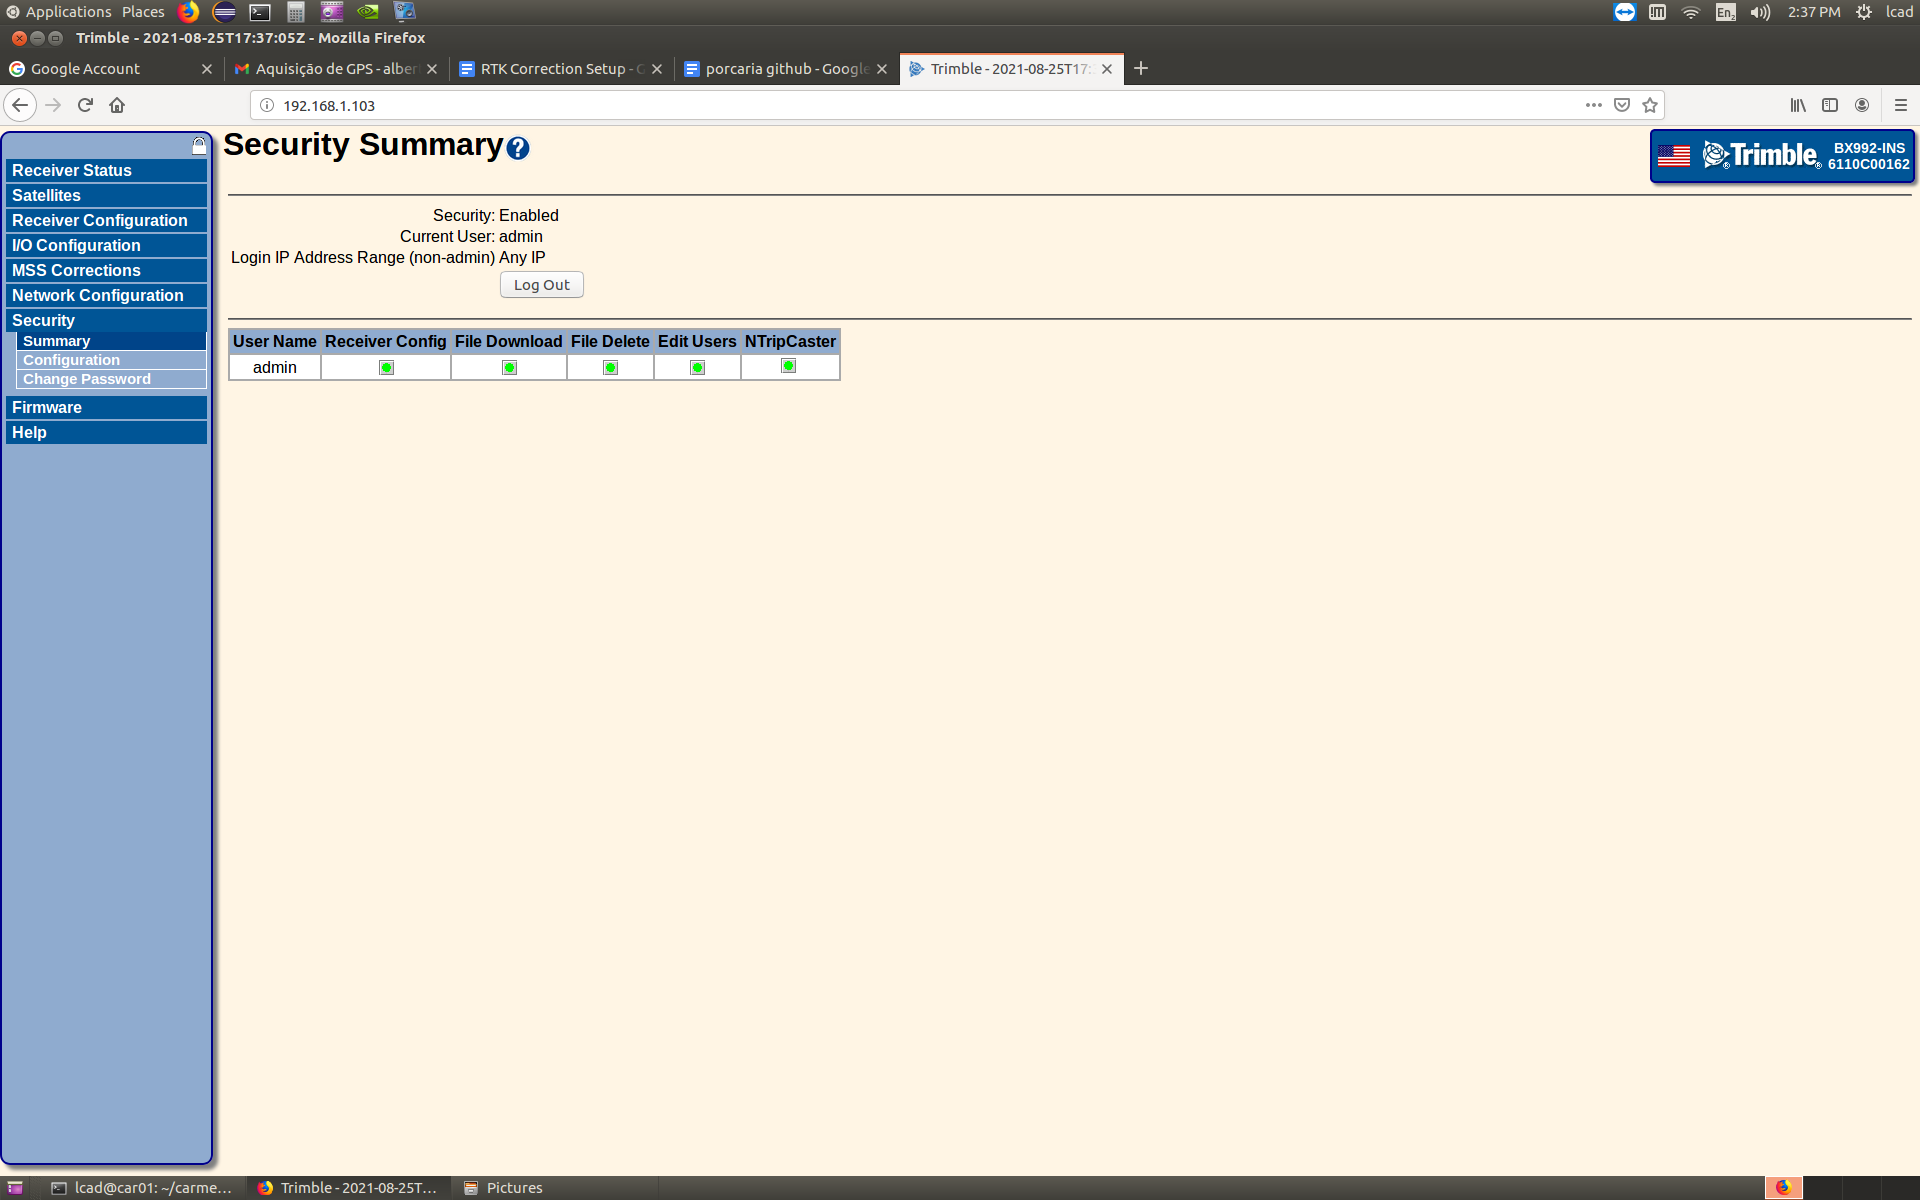 Applications Places En2 2:37 PM lcad
Trimble - 2021-08-25T17:37:05Z - Mozilla Firefox
Google Account Aquisição de GPS - alber RTK Correction Setup - porcaria github - Google Trimble - 2021-08-25T17:
192.168.1.103
Receiver Status
Satellites
Receiver Configuration
I/O Configuration
MSS Corrections
Network Configuration
Security
Summary
Configuration
Change Password
Firmware
Help
Security Summary ?
Trimble
BX992-INS
6110C00162
Security: Enabled
Current User: admin
Login IP Address Range (non-admin) Any IP
Log Out
User Name Receiver Config File Download File Delete Edit Users NTripCaster
admin
lcad@car01: ~/carme... Trimble - 2021-08-25T... Pictures